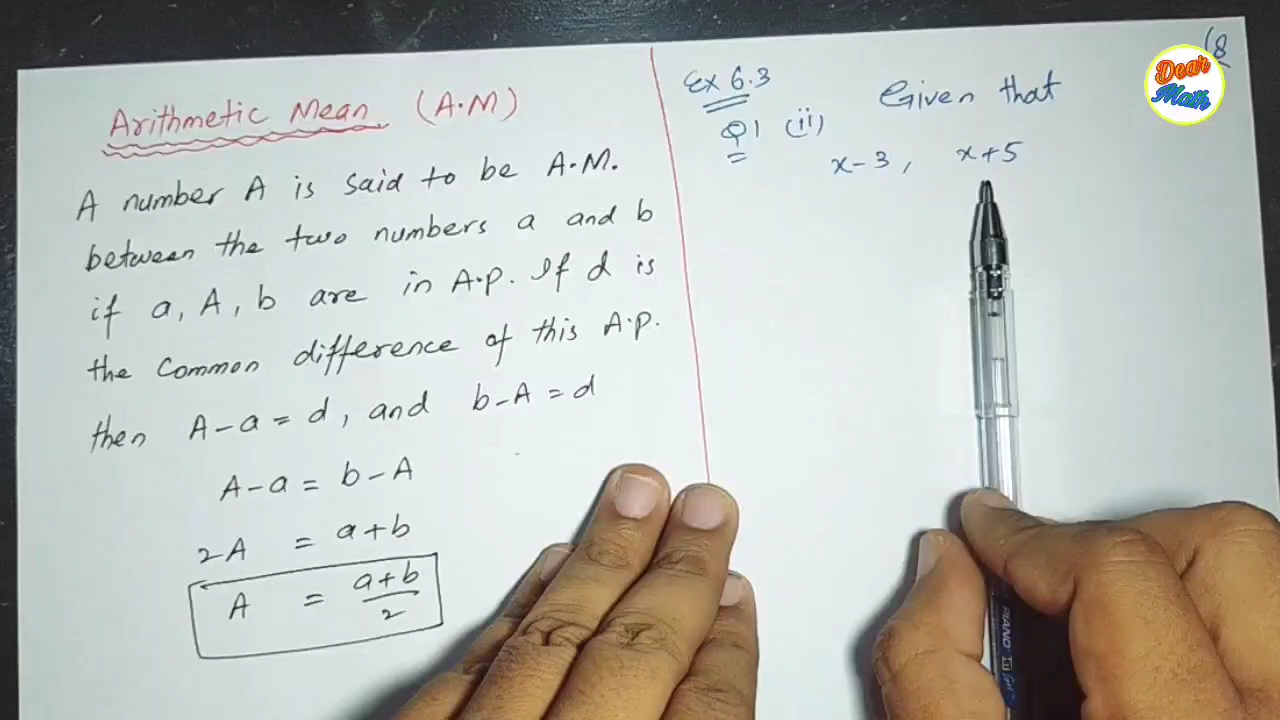 Arithmetic Mean (A.M)
A number A is said to be A.M.
between the two numbers a and b
if a, A, b are in A.p. If d is
the common difference of this A.p.
then A-a = d, and b-A = d
A-a = b-A
2A = a+b
A = a+b
2
Ex 6.3
Q1 (ii)
Given that
x-3, x+5
Dear
Math